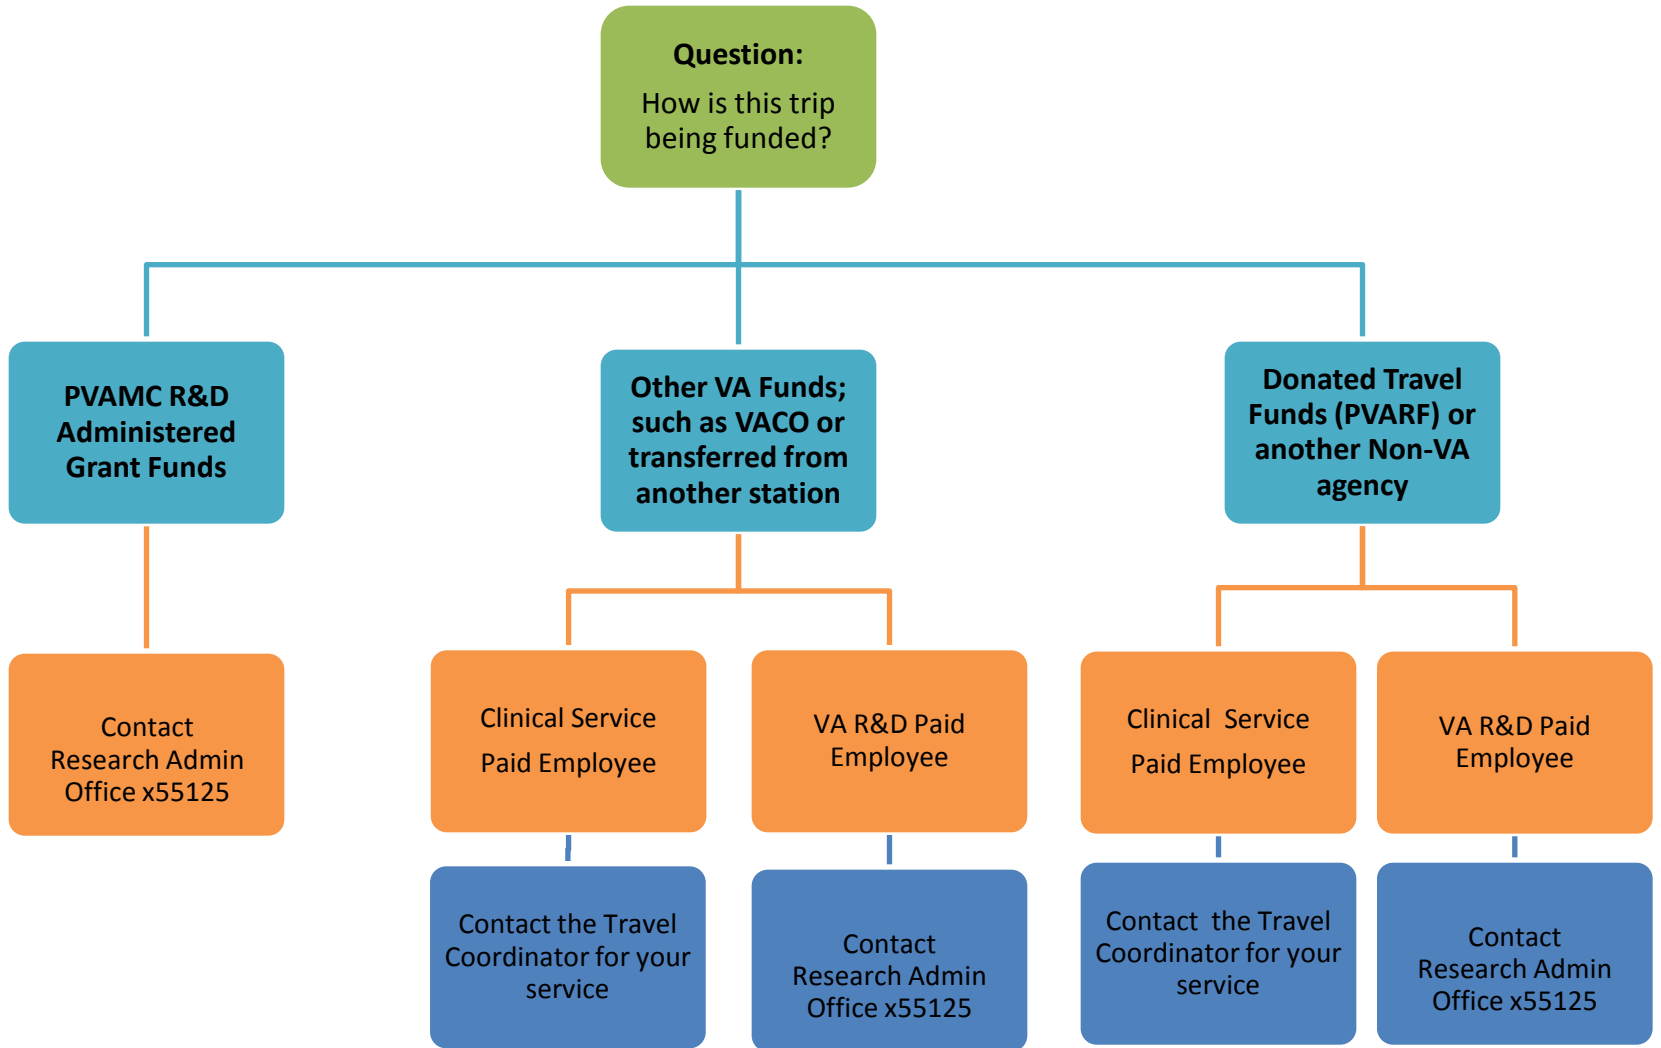 Question:
How is this trip
being funded?
PVAMC R&D
Administered
Grant Funds
Other VA Funds;
such as VACO or
transferred from
another station
Donated Travel
Funds (PVARF) or
another Non-VA
agency
Contact
Research Admin
Office x55125
Clinical Service
Paid Employee
VA R&D Paid
Employee
Clinical  Service
Paid Employee
VA R&D Paid
Employee
Contact the Travel
Coordinator for your
service
Contact
Research Admin
Office x55125
Contact  the Travel
Coordinator for your
service
Contact
Research Admin
Office x55125